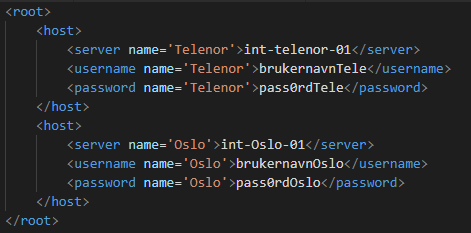 <root>
<host>
<server name='Telenor'>int-telenor-01</server>
<username name='Telenor'>brukernavnTele</username>
<password name='Telenor'>pass0rdTele</password>
</host>
<host>
<server name='Oslo'>int-Oslo-01</server>
<username name='Oslo'>brukernavnOslo</username>
<password name='Oslo'>pass0rdOslo</password>
</host>
</root>